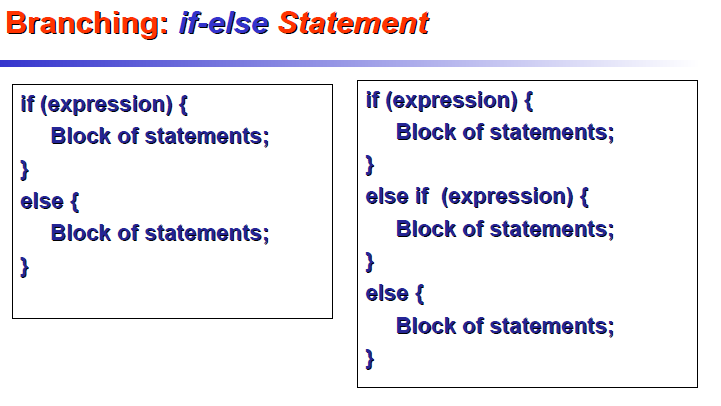 Branching: if-else Statement
if (expression) {
Block of statements;
}
else {
Block of statements;
}
if (expression) {
Block of statements;
}
else if  (expression) {
Block of statements;
}
else {
Block of statements;
}